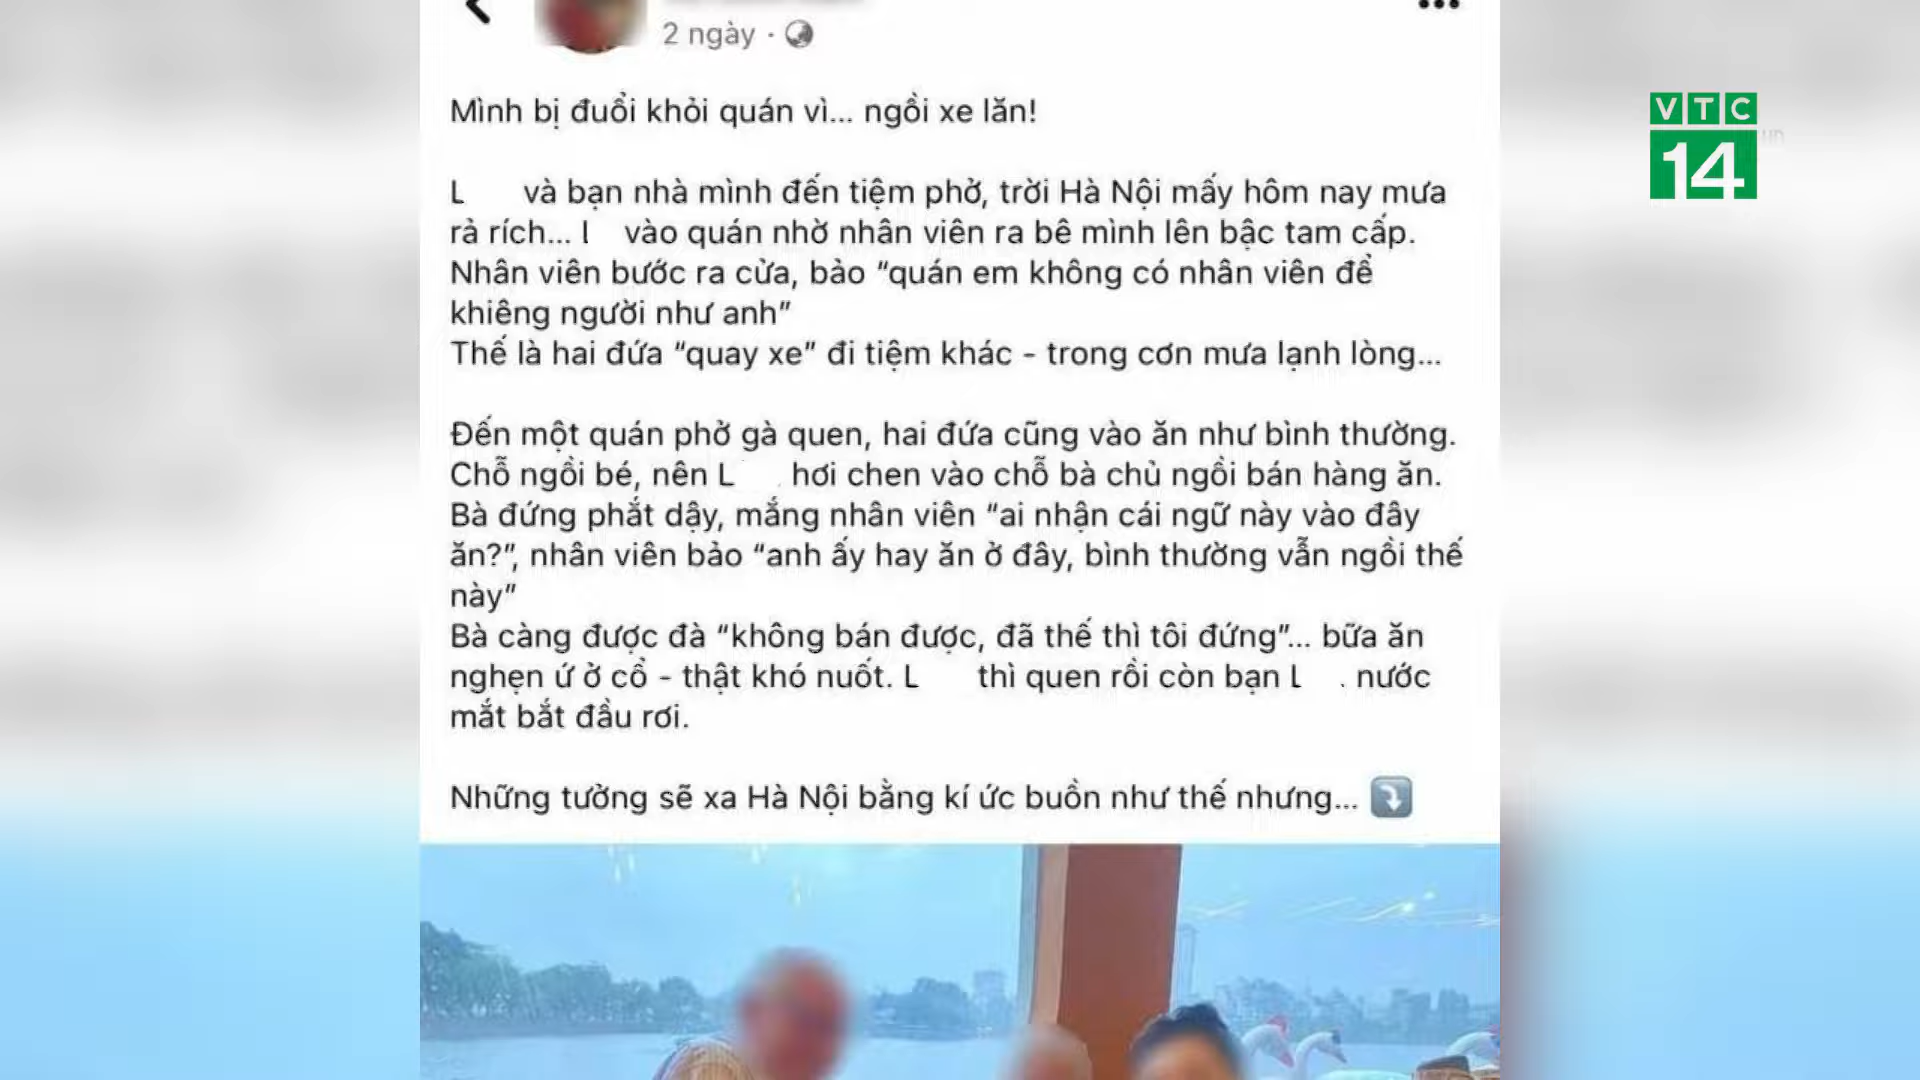 2 ngày ·
Mình bị đuổi khỏi quán vì... ngồi xe lăn!
L và bạn nhà mình đến tiệm phở, trời Hà Nội mấy hôm nay mưa
rả rích... L vào quán nhờ nhân viên ra bê mình lên bậc tam cấp.
Nhân viên bước ra cửa, bảo “quán em không có nhân viên để
khiêng người như anh”
Thế là hai đứa “quay xe” đi tiệm khác - trong cơn mưa lạnh lòng...
Đến một quán phở gà quen, hai đứa cũng vào ăn như bình thường.
Chỗ ngồi bé, nên L hơi chen vào chỗ bà chủ ngồi bán hàng ăn.
Bà đứng phắt dậy, mắng nhân viên “ai nhận cái ngữ này vào đây
ăn?”, nhân viên bảo “anh ấy hay ăn ở đây, bình thường vẫn ngồi thế
này”
Bà càng được đà “không bán được, đã thế thì tôi đứng”... bữa ăn
nghẹn ứ ở cổ - thật khó nuốt. L thì quen rồi còn bạn L . nước
mắt bắt đầu rơi.
Những tưởng sẽ xa Hà Nội bằng kí ức buồn như thế nhưng...
VTC
14